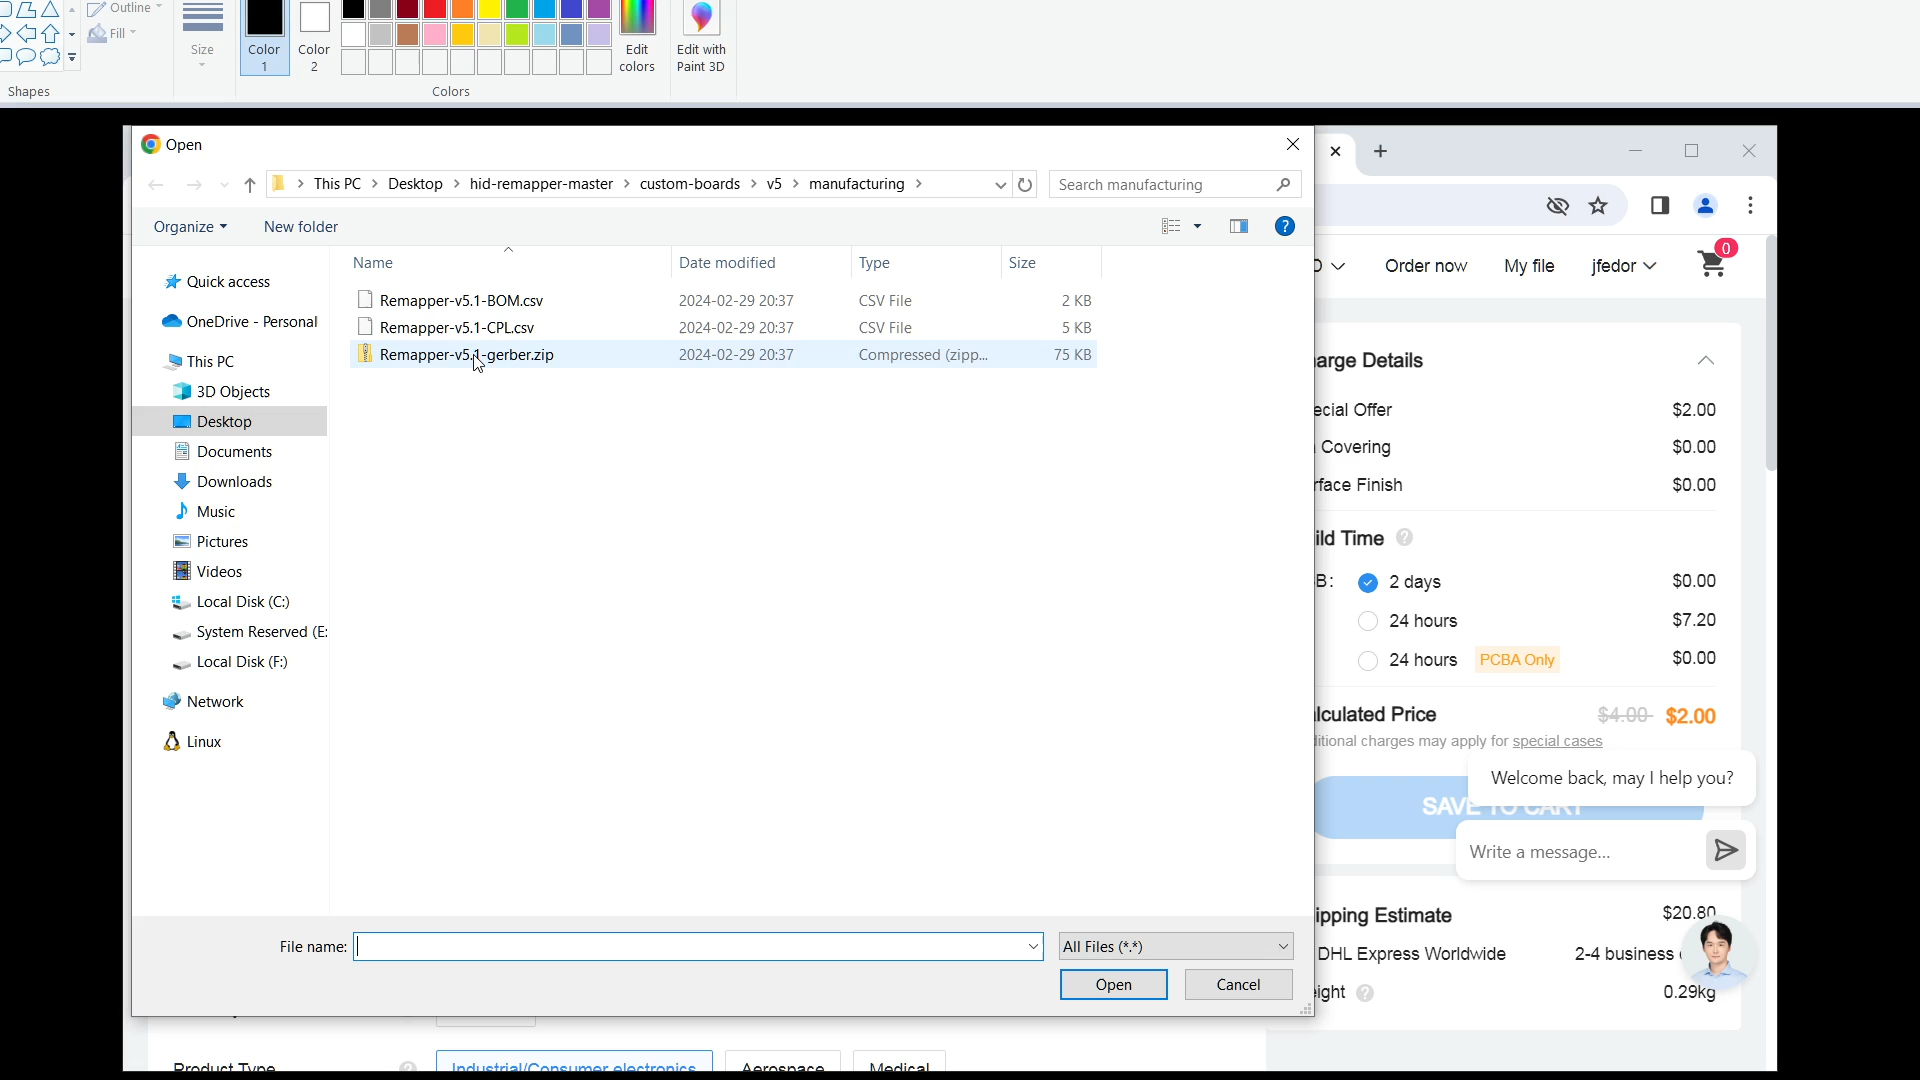 Outline
Fill
Size
Color
1
Color
2
Edit
colors
Edit with
Paint 3D
Shapes
Colors
Open
This PC > Desktop > hid-remapper-master > custom-boards > v5 > manufacturing >
Search manufacturing
Organize
New folder
Name
Date modified
Type
Size
Quick access
OneDrive - Personal
This PC
3D Objects
Desktop
Documents
Downloads
Music
Pictures
Videos
Local Disk (C:)
System Reserved (E:
Local Disk (F:)
Network
Linux
Remapper-v5.1-BOM.csv 2024-02-29 20:37 CSV File 2 KB
Remapper-v5.1-CPL.csv 2024-02-29 20:37 CSV File 5 KB
Remapper-v5.1-gerber.zip 2024-02-29 20:37 Compressed (zipp... 75 KB
File name:
All Files (*.*)
Open
Cancel
Order now
My file
jfedor
0
arge Details
ecial Offer $2.00
Covering $0.00
rface Finish $0.00
ild Time
B: 2 days $0.00
24 hours $7.20
24 hours PCBA Only $0.00
lculated Price $4.00 $2.00
litional charges may apply for special cases
Welcome back, may I help you?
SAVE TO CART
Write a message...
ipping Estimate $20.80
DHL Express Worldwide 2-4 business
ight 0.29kg
Product Type
Industrial/Consumer electronics
Aerospace
Medical